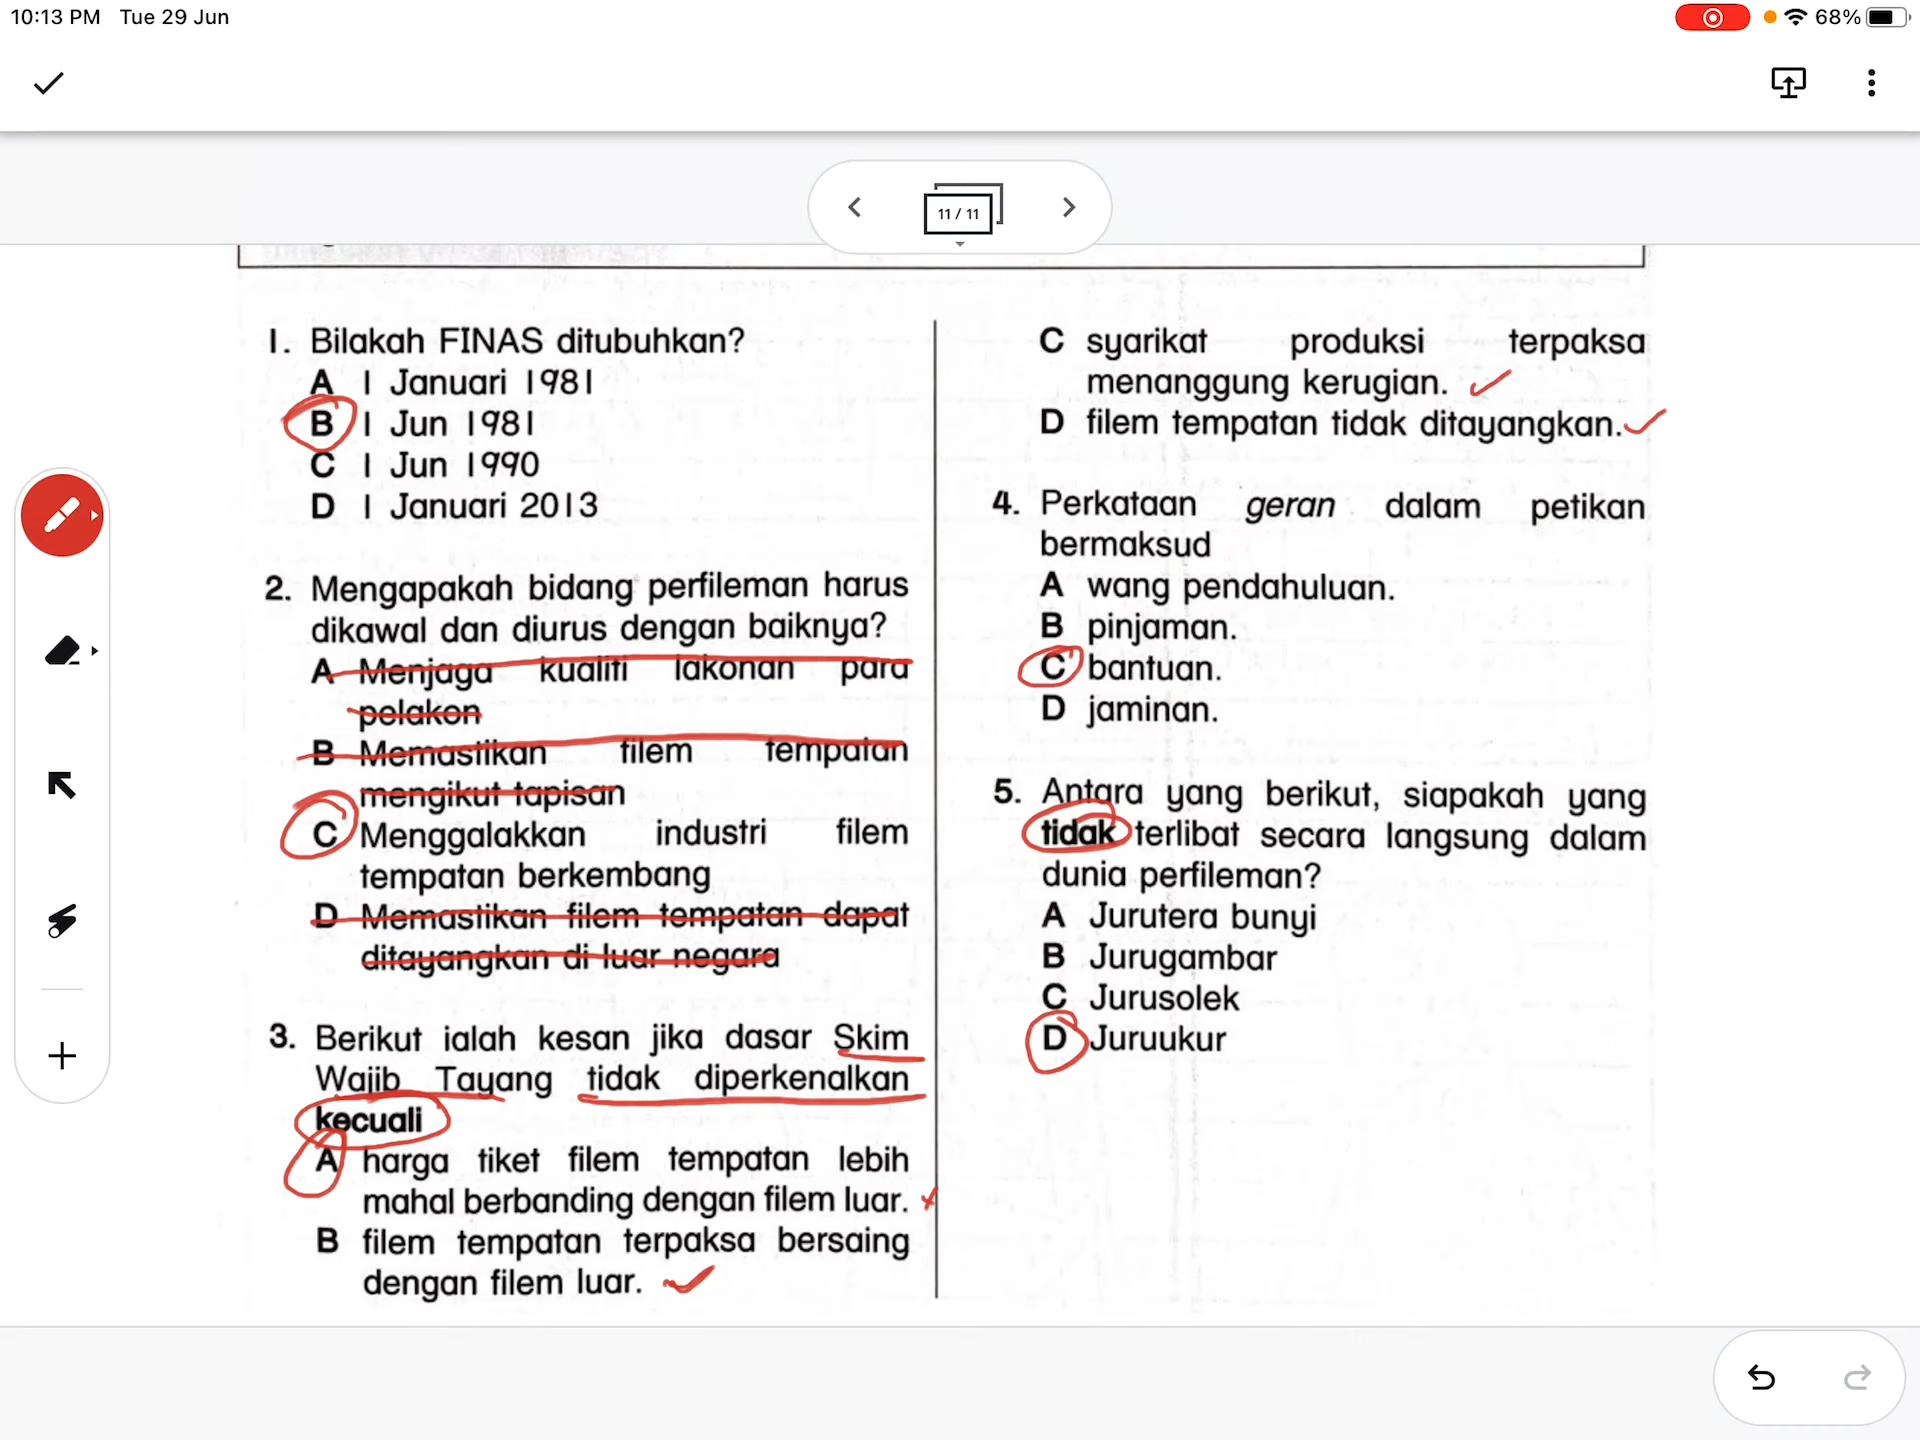 10:13 PM Tue 29 Jun
68%
11 / 11
1. Bilakah FINAS ditubuhkan?
A 1 Januari 1981
B 1 Jun 1981
C 1 Jun 1990
D 1 Januari 2013
2. Mengapakah bidang perfileman harus
dikawal dan diurus dengan baiknya?
A Menjaga kualiti lakonan para
pelakon
B Memastikan filem tempatan
mengikut tapisan
C Menggalakkan industri filem
tempatan berkembang
D Memastikan filem tempatan dapat
ditayangkan di luar negara
3. Berikut ialah kesan jika dasar Skim
Wajib Tayang tidak diperkenalkan
kecuali
A harga tiket filem tempatan lebih
mahal berbanding dengan filem luar.
B filem tempatan terpaksa bersaing
dengan filem luar.
C syarikat produksi terpaksa
menanggung kerugian.
D filem tempatan tidak ditayangkan.
4. Perkataan geran dalam petikan
bermaksud
A wang pendahuluan.
B pinjaman.
C bantuan.
D jaminan.
5. Antara yang berikut, siapakah yang
tidak terlibat secara langsung dalam
dunia perfileman?
A Jurutera bunyi
B Jurugambar
C Jurusolek
D Juruukur